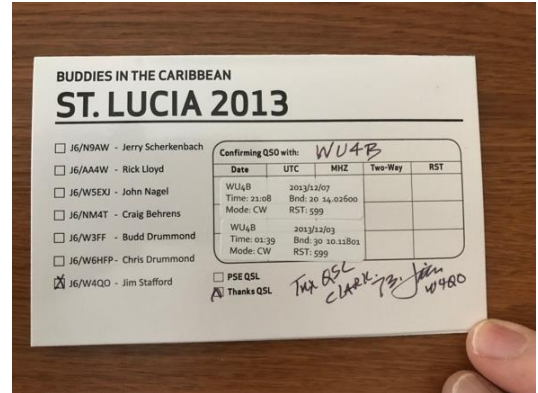 BUDDIES IN THE CARIBBEAN
ST. LUCIA 2013
J6/N9AW - Jerry Scherkenbach
J6/AA4W - Rick Lloyd
J6/W5EXJ - John Nagel
J6/NM4T - Craig Behrens
J6/W3FF - Budd Drummond
J6/W6HFP - Chris Drummond
J6/W4QO - Jim Stafford
Confirming QSO with: WU4B
Date UTC MHZ Two-Way RST
WU4B 2013/12/07
Time: 21:08 Bnd: 20 14.02600
Mode: CW RST: 599
WU4B 2013/12/03
Time: 01:39 Bnd: 30 10.11801
Mode: CW RST: 599
PSE QSL
Thanks QSL
Tnx QSL
CLARK. 73. Jim
W4QO